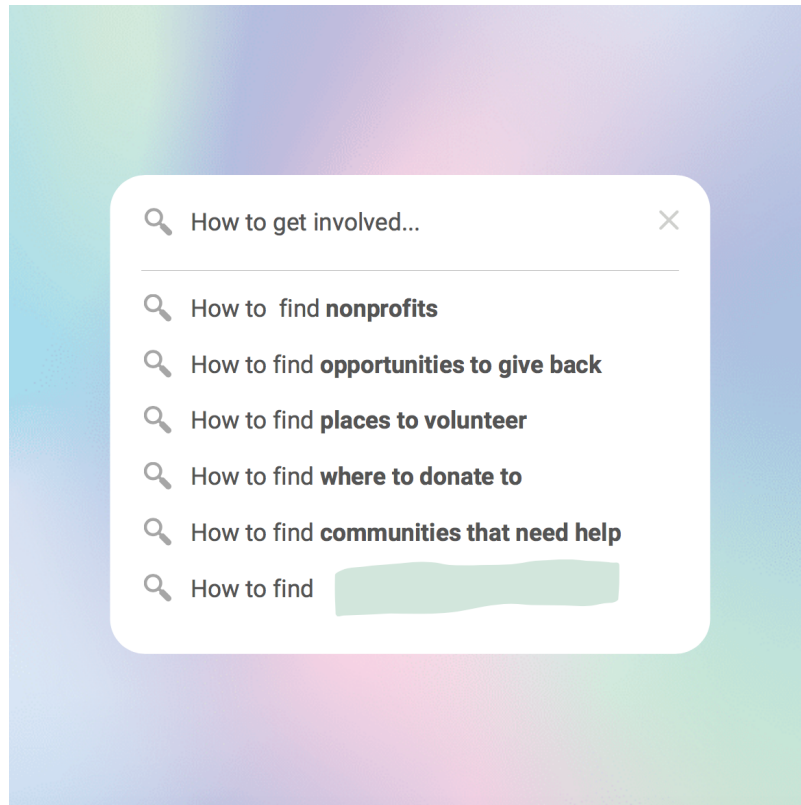 How to get involved...
How to  find nonprofits
How to find opportunities to give back
How to find places to volunteer
How to find where to donate to
How to find communities that need help
How to find